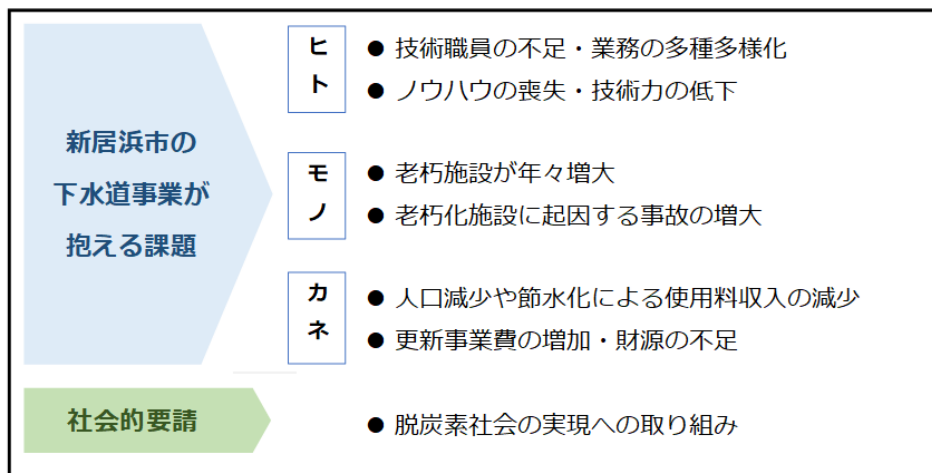 新居浜市の
下水道事業が
抱える課題
ヒト
● 技術職員の不足・業務の多種多様化
● ノウハウの喪失・技術力の低下
モノ
● 老朽施設が年々増大
● 老朽化施設に起因する事故の増大
カネ
● 人口減少や節水化による使用料収入の減少
● 更新事業費の増加・財源の不足
社会的要請
● 脱炭素社会の実現への取り組み